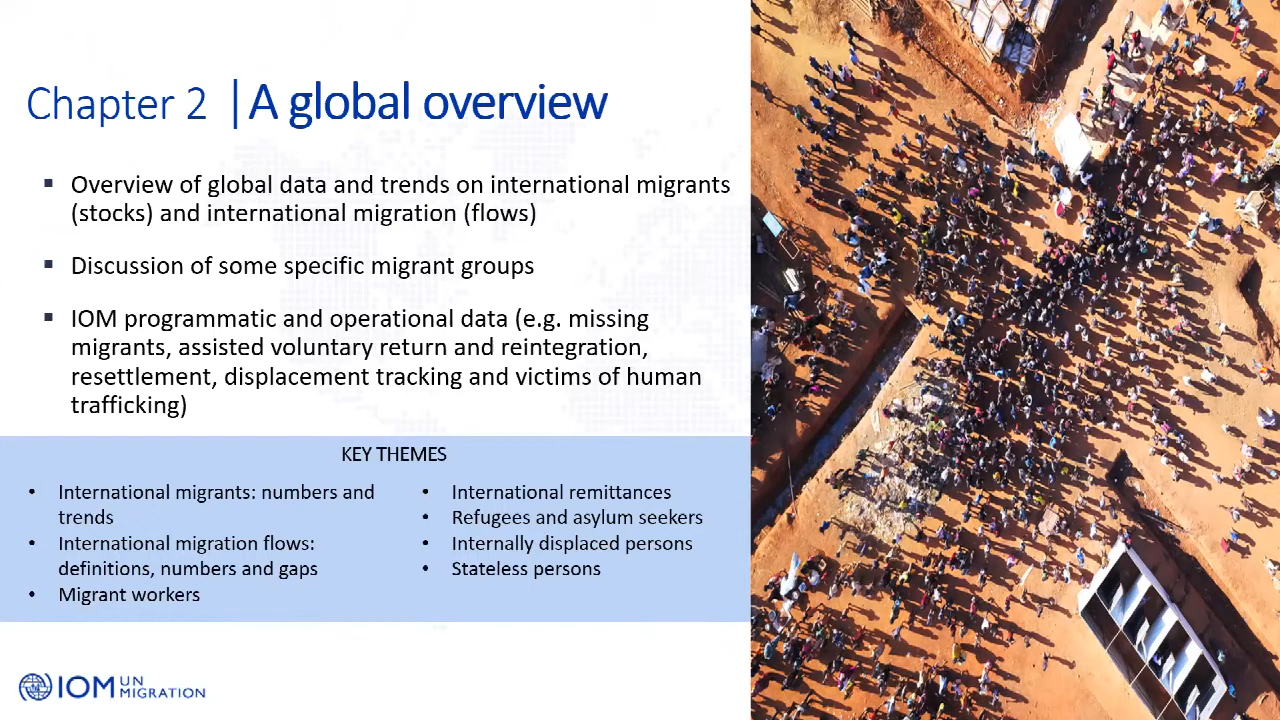 Chapter 2 | A global overview
▪ Overview of global data and trends on international migrants
(stocks) and international migration (flows)
▪ Discussion of some specific migrant groups
▪ IOM programmatic and operational data (e.g. missing
migrants, assisted voluntary return and reintegration,
resettlement, displacement tracking and victims of human
trafficking)
KEY THEMES
• International migrants: numbers and
trends
• International migration flows:
definitions, numbers and gaps
• Migrant workers
• International remittances
• Refugees and asylum seekers
• Internally displaced persons
• Stateless persons
IOM UN
MIGRATION